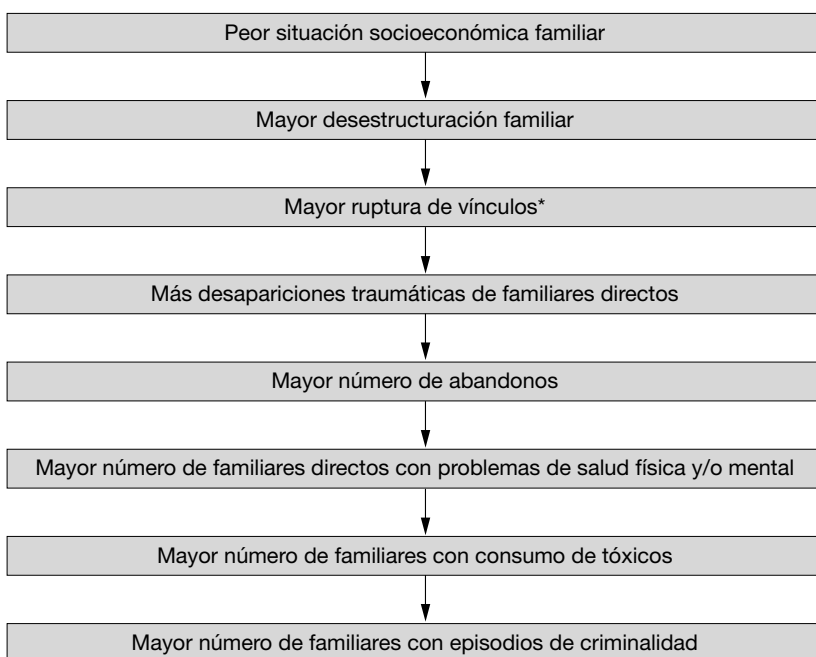 Peor situación socioeconómica familiar
Mayor desestructuración familiar
Mayor ruptura de vínculos*
Más desapariciones traumáticas de familiares directos
Mayor número de abandonos
Mayor número de familiares directos con problemas de salud física y/o mental
Mayor número de familiares con consumo de tóxicos
Mayor número de familiares con episodios de criminalidad